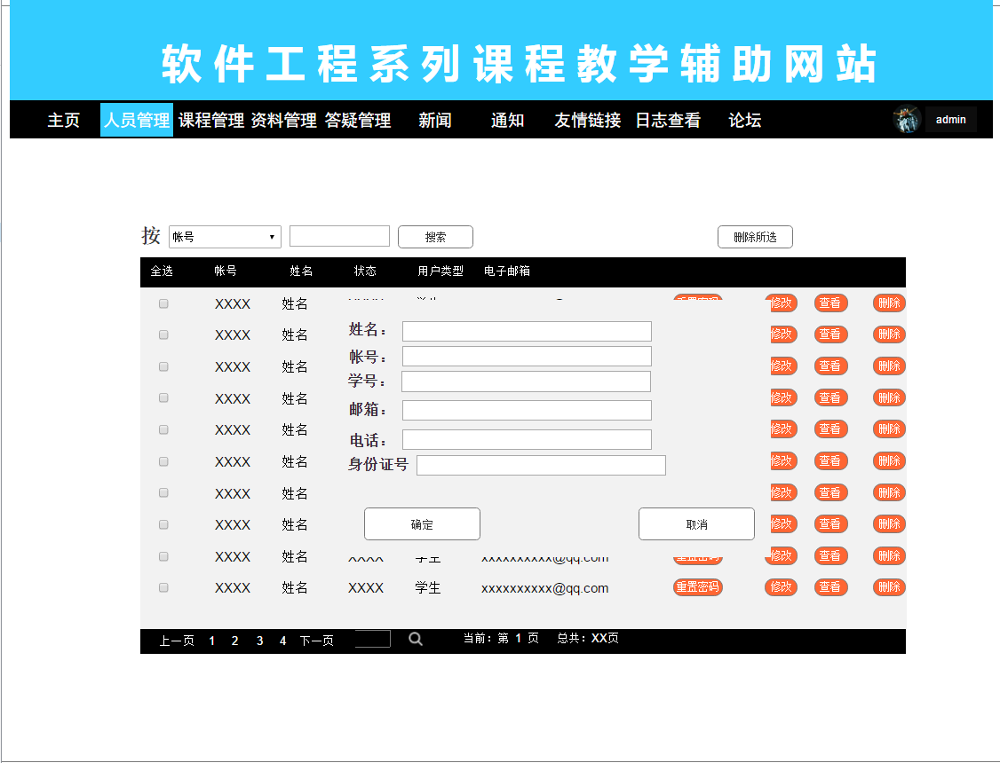 软件工程系列课程教学辅助网站
主页 人员管理 课程管理 资料管理 答疑管理 新闻 通知 友情链接 日志查看 论坛 admin
按 帐号 搜索 删除所选
全选 帐号 姓名 状态 用户类型 电子邮箱
XXXX 姓名 修改 查看 删除
姓名：
XXXX 姓名 修改 查看 删除
帐号：
XXXX 姓名 修改 查看 删除
学号：
XXXX 姓名 修改 查看 删除
邮箱：
XXXX 姓名 修改 查看 删除
电话：
XXXX 姓名 修改 查看 删除
身份证号
XXXX 姓名 修改 查看 删除
XXXX 姓名 确定 取消 修改 查看 删除
XXXX 姓名 XXXX 学生 xxxxxxxxxx@qq.com 重置密码 修改 查看 删除
XXXX 姓名 XXXX 学生 xxxxxxxxxx@qq.com 重置密码 修改 查看 删除
上一页 1 2 3 4 下一页 当前：第 1 页 总共：XX页